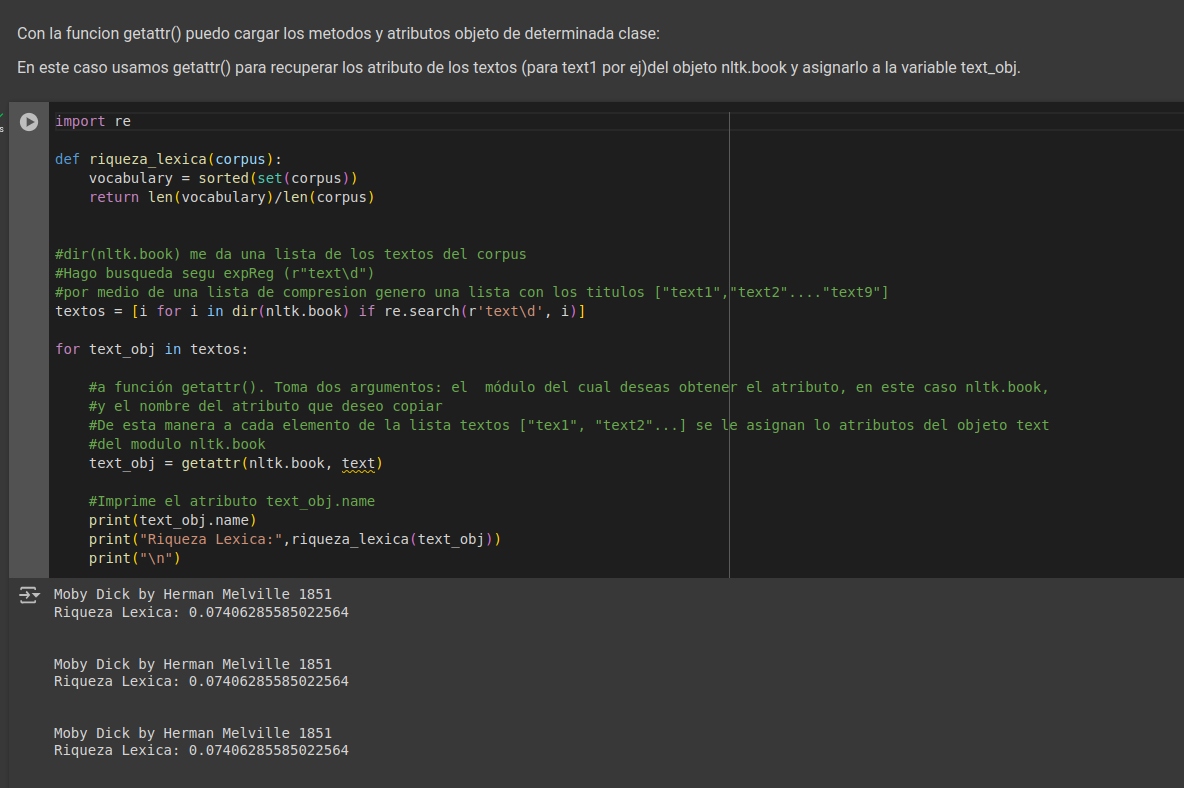 Con la funcion getattr() puedo cargar los metodos y atributos objeto de determinada clase:
En este caso usamos getattr() para recuperar los atributo de los textos (para text1 por ej)del objeto nltk.book y asignarlo a la variable text_obj.
s
import re
def riqueza_lexica(corpus):
    vocabulary = sorted(set(corpus))
    return len(vocabulary)/len(corpus)
#dir(nltk.book) me da una lista de los textos del corpus
#Hago busqueda segu expReg (r"text\d")
#por medio de una lista de compresion genero una lista con los titulos ["text1","text2"...."text9"]
textos = [i for i in dir(nltk.book) if re.search(r'text\d', i)]
for text_obj in textos:
    #a función getattr(). Toma dos argumentos: el  módulo del cual deseas obtener el atributo, en este caso nltk.book,
    #y el nombre del atributo que deseo copiar
    #De esta manera a cada elemento de la lista textos ["tex1", "text2"...] se le asignan lo atributos del objeto text
    #del modulo nltk.book
    text_obj = getattr(nltk.book, text)
    #Imprime el atributo text_obj.name
    print(text_obj.name)
    print("Riqueza Lexica:",riqueza_lexica(text_obj))
    print("\n")
Moby Dick by Herman Melville 1851
Riqueza Lexica: 0.07406285585022564
Moby Dick by Herman Melville 1851
Riqueza Lexica: 0.07406285585022564
Moby Dick by Herman Melville 1851
Riqueza Lexica: 0.07406285585022564